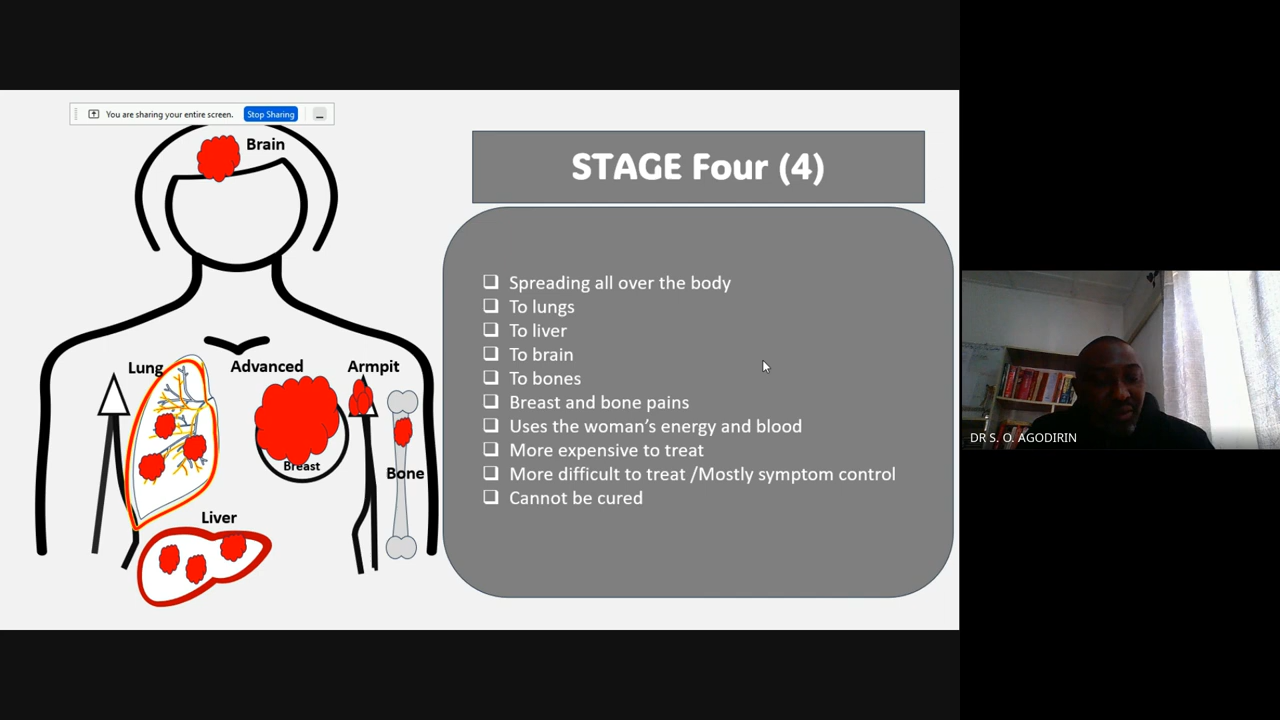 You are sharing your entire screen.
Stop Sharing
Brain
Lung
Advanced
Armpit
Breast
Bone
Liver
STAGE Four (4)
Spreading all over the body
To lungs
To liver
To brain
To bones
Breast and bone pains
Uses the woman's energy and blood
More expensive to treat
More difficult to treat /Mostly symptom control
Cannot be cured
DR S. O. AGODIRIN